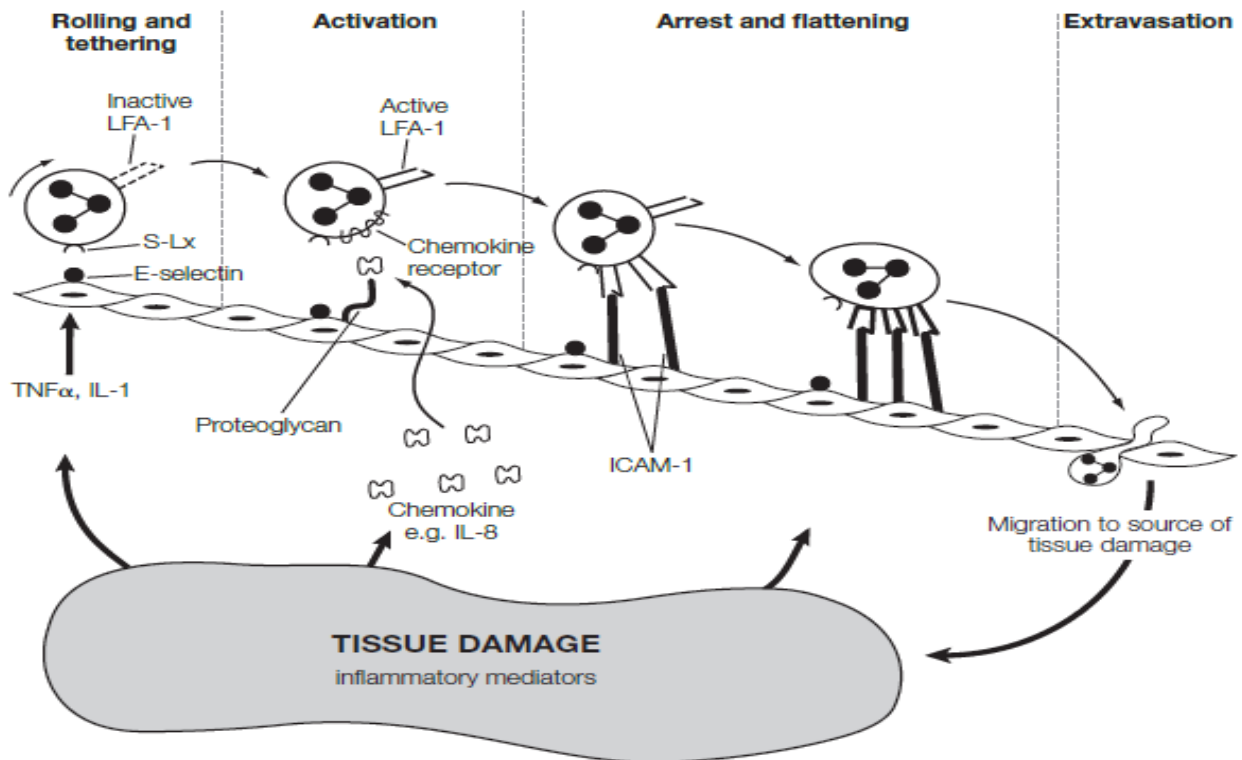 Rolling and
tethering
Activation
Arrest and flattening
Extravasation
Inactive
LFA-1
Active
LFA-1
S-Lx
Chemokine
receptor
E-selectin
TNFα, IL-1
Proteoglycan
ICAM-1
Chemokine
e.g. IL-8
Migration to source of
tissue damage
TISSUE DAMAGE
inflammatory mediators